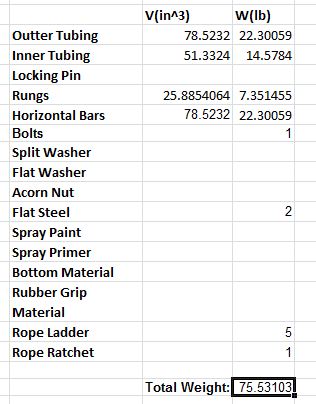 V(in^3) W(lb)
Outter Tubing 78.5232 22.30059
Inner Tubing 51.3324 14.5784
Locking Pin
Rungs 25.8854064 7.351455
Horizontal Bars 78.5232 22.30059
Bolts 1
Split Washer
Flat Washer
Acorn Nut
Flat Steel 2
Spray Paint
Spray Primer
Bottom Material
Rubber Grip
Material
Rope Ladder 5
Rope Ratchet 1
Total Weight: 75.53103